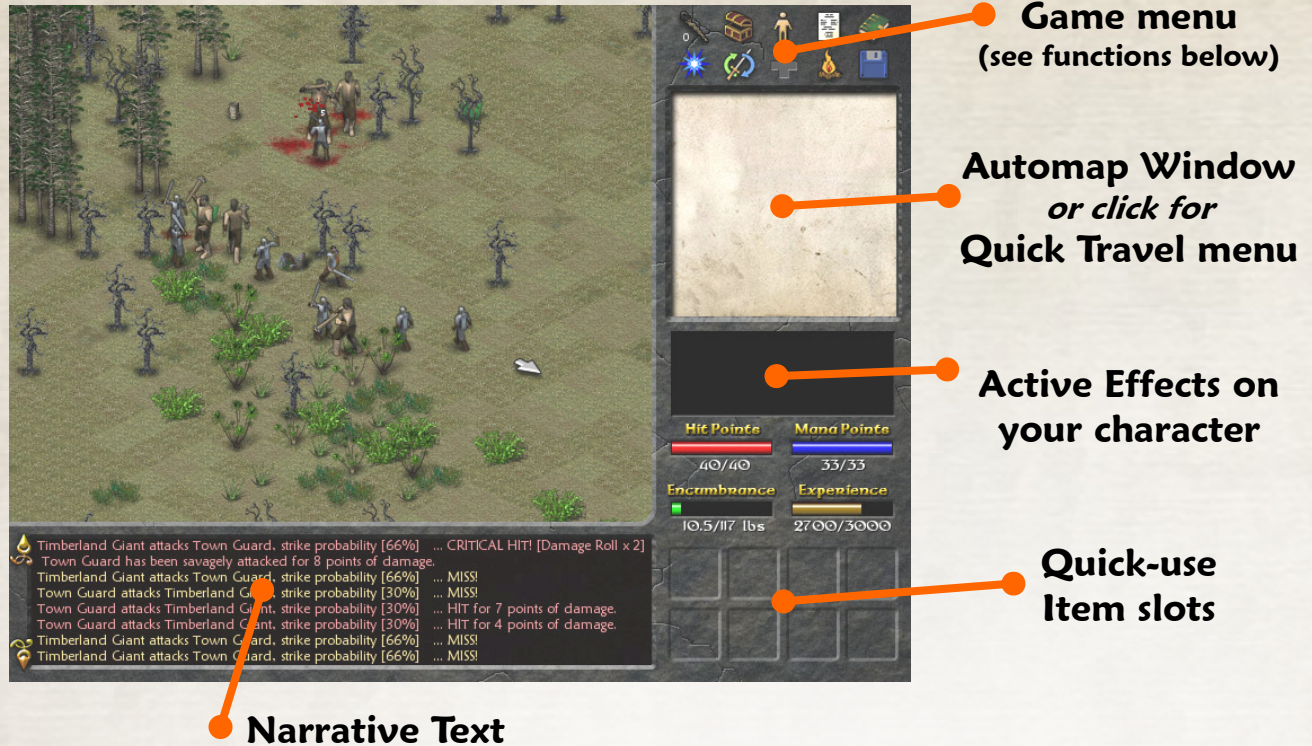 Game menu
(see functions below)
0
Automap Window
or click for
Quick Travel menu
Active Effects on
your character
Hit Points Mana Points
40/40 33/33
Encumbrance Experience
10.5/117 lbs 2700/3000
Quick-use
Item slots
Timberland Giant attacks Town Guard, strike probability [66%] ... CRITICAL HIT! [Damage Roll x 2]
Town Guard has been savagely attacked for 8 points of damage.
Timberland Giant attacks Town Guard, strike probability [66%] ... MISS!
Town Guard attacks Timberland Giant, strike probability [30%] ... MISS!
Town Guard attacks Timberland Giant, strike probability [30%] ... HIT for 7 points of damage.
Town Guard attacks Timberland Giant, strike probability [30%] ... HIT for 4 points of damage.
Timberland Giant attacks Town Guard, strike probability [66%] ... MISS!
Timberland Giant attacks Town Guard, strike probability [66%] ... MISS!
Narrative Text